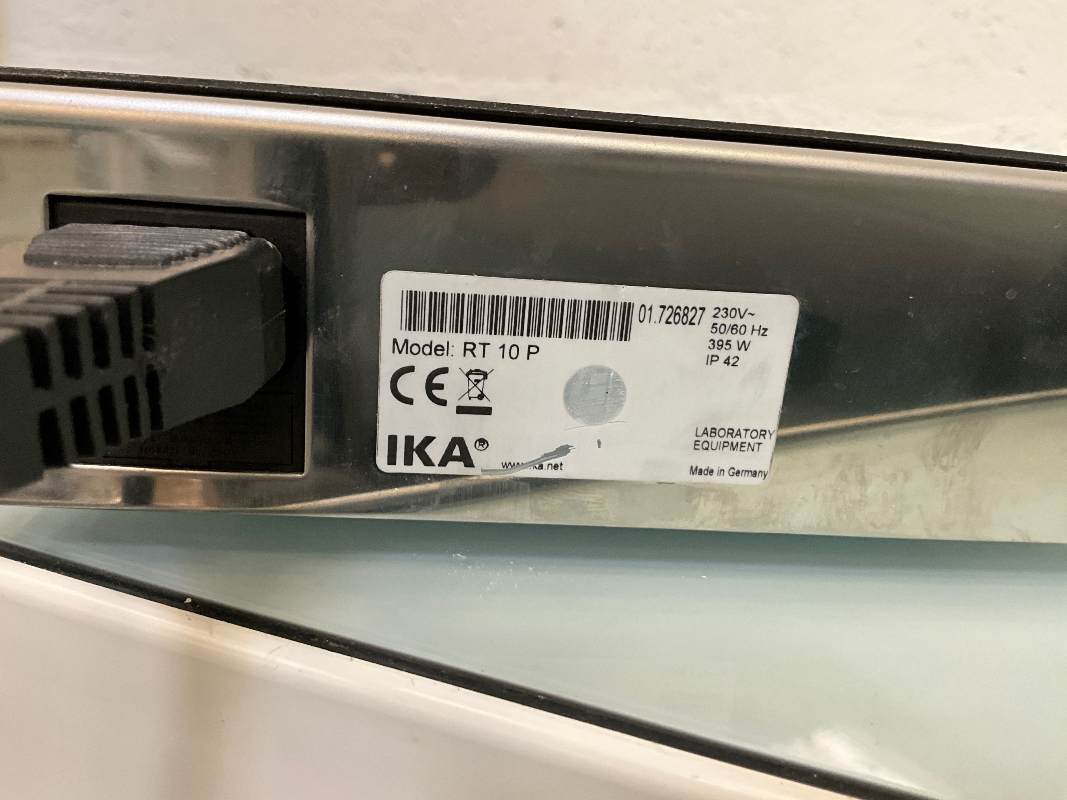 01.726827
230V~
50/60 Hz
395 W
IP 42
Model: RT 10 P
CE
IKA®
LABORATORY
EQUIPMENT
Made in Germany